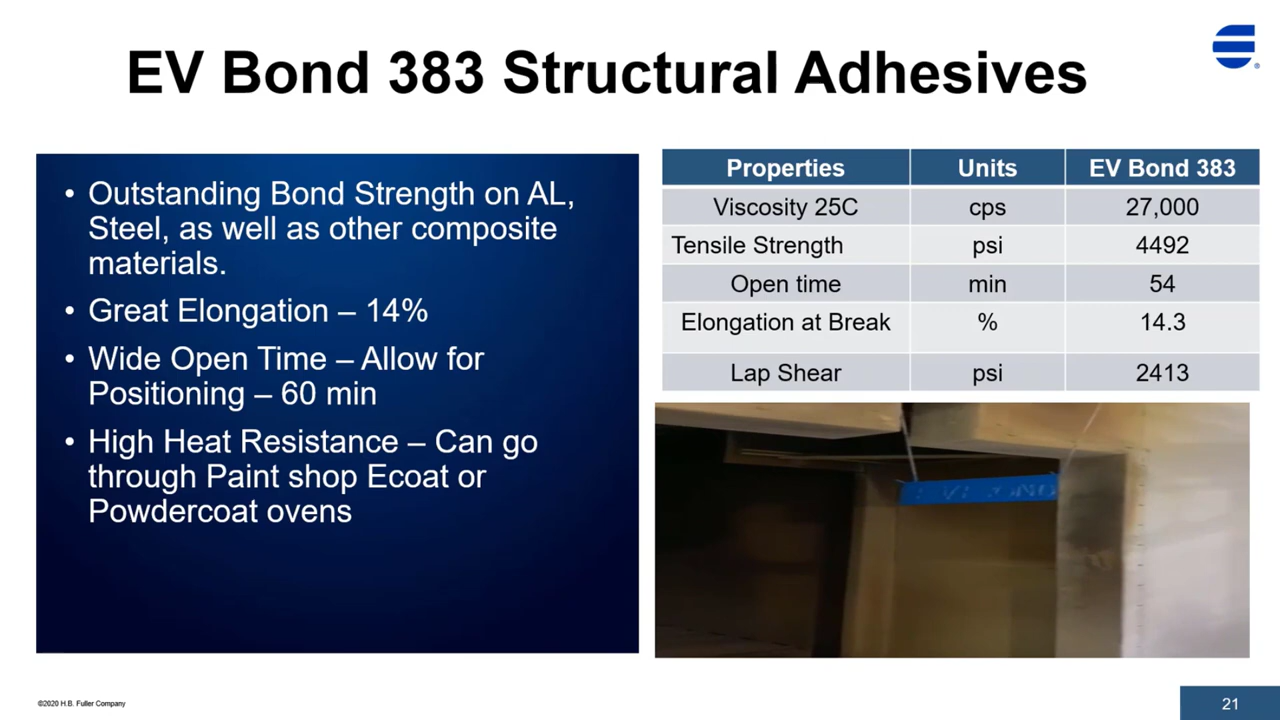 EV Bond 383 Structural Adhesives
• Outstanding Bond Strength on AL,
Steel, as well as other composite
materials.
• Great Elongation – 14%
• Wide Open Time – Allow for
Positioning – 60 min
• High Heat Resistance – Can go
through Paint shop Ecoat or
Powdercoat ovens
Properties Units EV Bond 383
Viscosity 25C cps 27,000
Tensile Strength psi 4492
Open time min 54
Elongation at Break % 14.3
Lap Shear psi 2413
©2020 H.B. Fuller Company
21